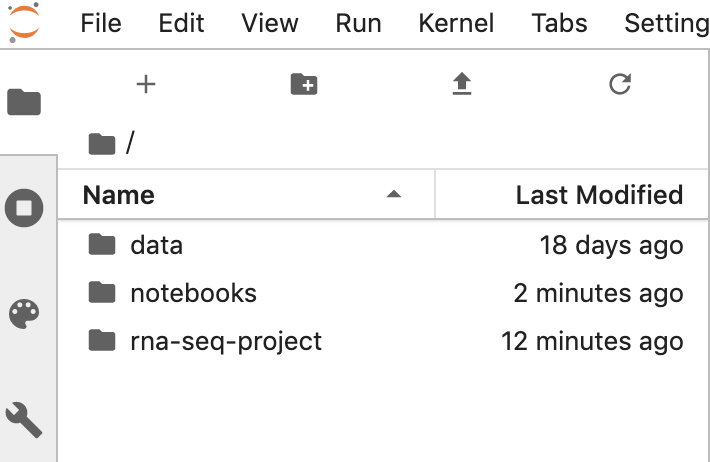 File Edit View Run Kernel Tabs Setting
/
Name Last Modified
data 18 days ago
notebooks 2 minutes ago
rna-seq-project 12 minutes ago